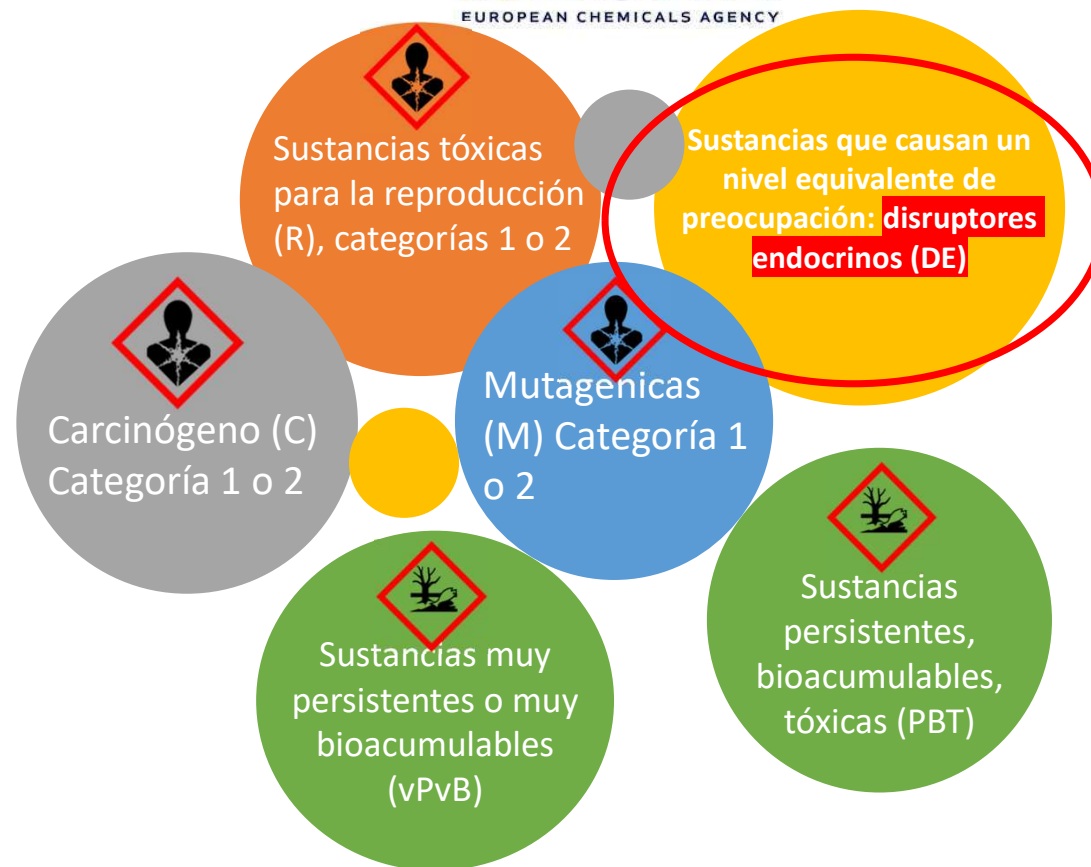 EUROPEAN CHEMICALS AGENCY
Sustancias tóxicas
para la reproducción
(R), categorías 1 o 2
Sustancias que causan un
nivel equivalente de
preocupación: disruptores
endocrinos (DE)
Carcinógeno (C)
Categoría 1 o 2
Mutagénicas
(M) Categoría 1
o 2
Sustancias muy
persistentes o muy
bioacumulables
(vPvB)
Sustancias
persistentes,
bioacumulables,
tóxicas (PBT)